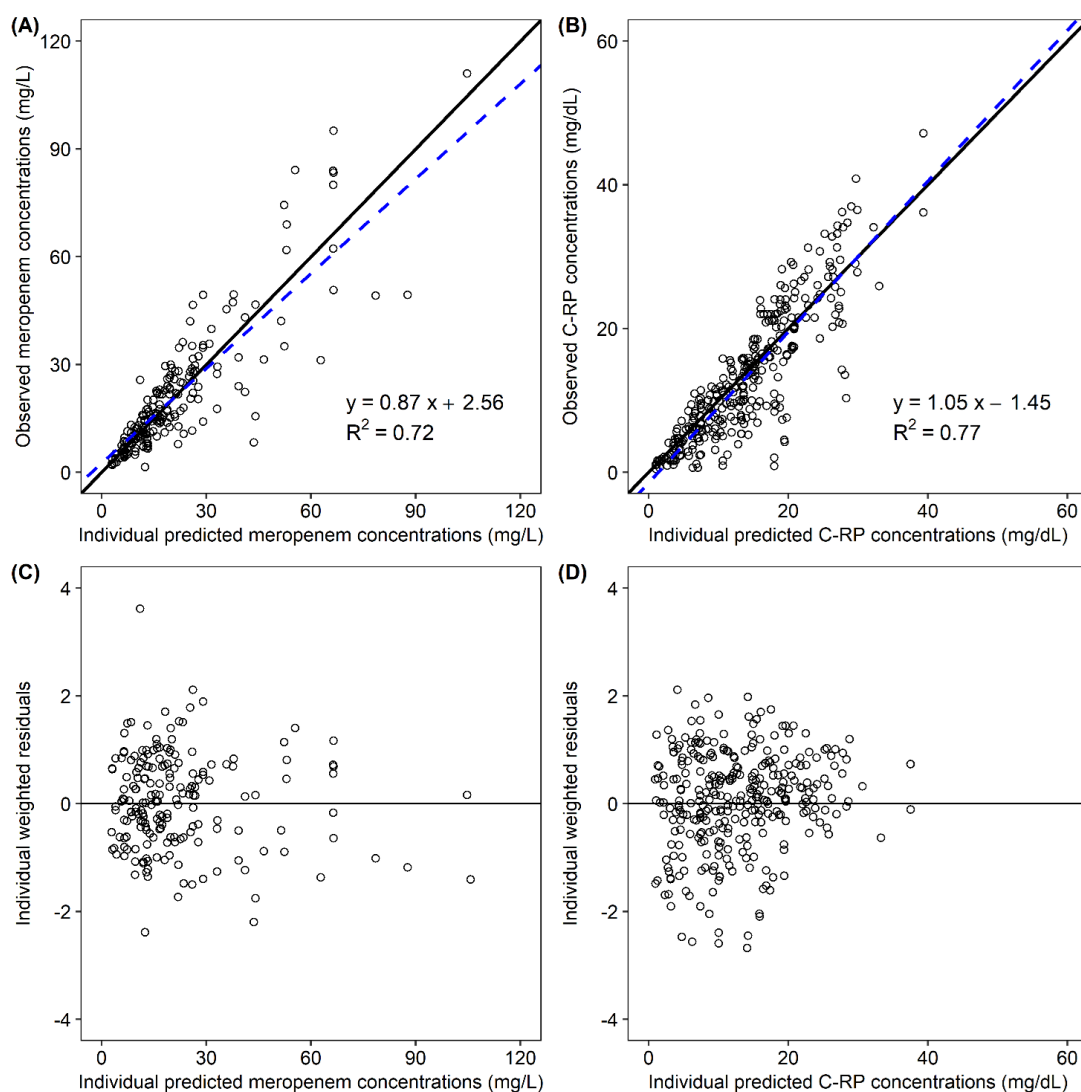 (A)
120
90
60
30
0
Observed meropenem concentrations (mg/L)
y = 0.87 x + 2.56
R² = 0.72
0 30 60 90 120
Individual predicted meropenem concentrations (mg/L)
(B)
60
40
20
0
Observed C-RP concentrations (mg/dL)
y = 1.05 x − 1.45
R² = 0.77
0 20 40 60
Individual predicted C-RP concentrations (mg/dL)
(C)
4
2
0
-2
-4
Individual weighted residuals
0 30 60 90 120
Individual predicted meropenem concentrations (mg/L)
(D)
4
2
0
-2
-4
Individual weighted residuals
0 20 40 60
Individual predicted C-RP concentrations (mg/dL)